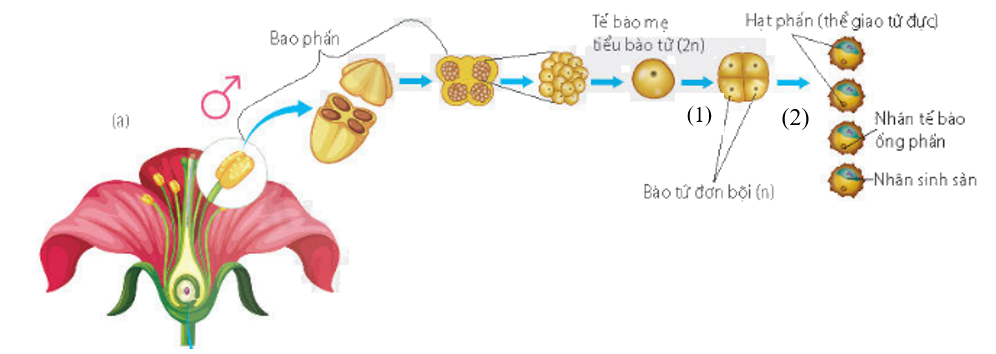 Bao phấn
Tế bào mẹ
tiểu bào tử (2n)
Hạt phấn (thể giao tử đực)
(a)
(1)
(2)
Nhân tế bào
ống phấn
Bào tử đơn bội (n)
Nhân sinh sản